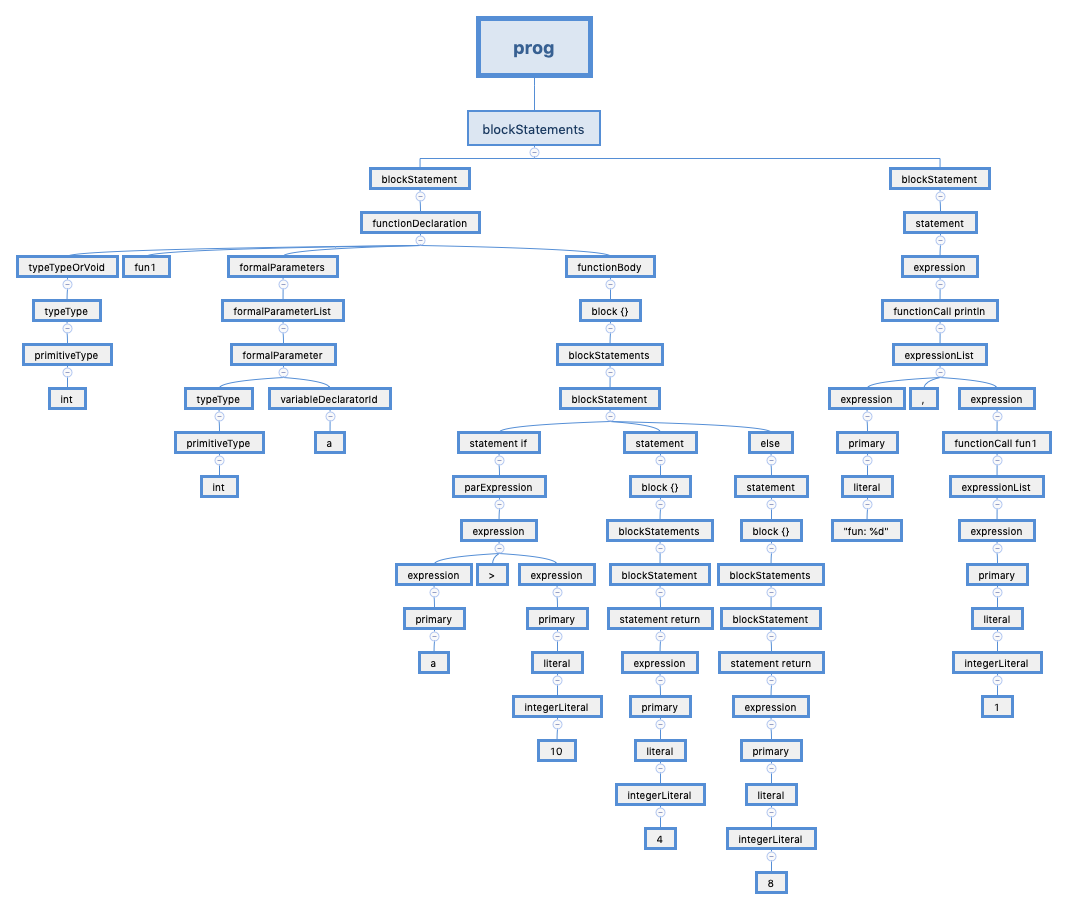 prog
blockStatements
blockStatement blockStatement
functionDeclaration statement
typeTypeOrVoid fun1 formalParameters functionBody expression
typeType formalParameterList block {} functionCall println
primitiveType formalParameter blockStatements expressionList
int typeType variableDeclaratorId blockStatement expression , expression
primitiveType a statement if statement else primary functionCall fun1
int parExpression block {} statement literal expressionList
expression blockStatements block {} "fun: %d" expression
expression > expression blockStatement blockStatements primary
primary primary statement return blockStatement literal
a literal expression statement return integerLiteral
integerLiteral primary expression 1
10 literal primary
integerLiteral literal
4 integerLiteral
8